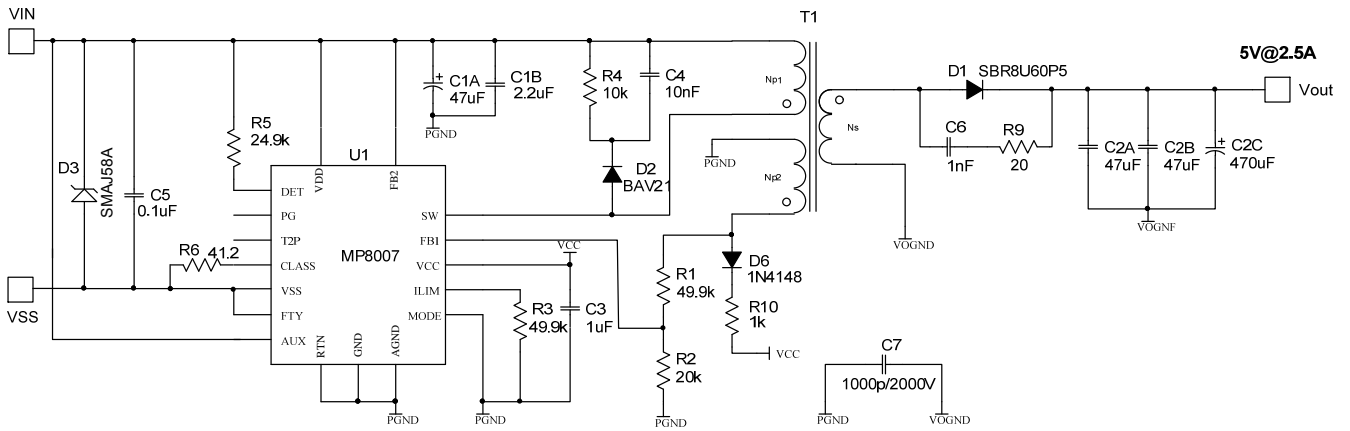 VIN
T1
5V@2.5A
D1 SBR8U60P5
Vout
C1A
47uF
C1B
2.2uF
R4
10k
C4
10nF
Np1
Ns
C6
1nF
R9
20
C2A
47uF
C2B
47uF
C2C
470uF
R5
24.9k
PGND
U1
D3
SMAJ58A
C5
0.1uF
VDD
FB2
D2
BAV21
PGND
Np2
DET
PG
T2P
CLASS
VSS
FTY
AUX
MP8007
SW
FB1
VCC
ILIM
MODE
RTN
GND
AGND
R6 41.2
VCC
VOGND
VOGNF
R1
49.9k
D6
1N4148
R10
1k
VCC
R3
49.9k
C3
1uF
VSS
R2
20k
C7
1000p/2000V
PGND
PGND
PGND
PGND
VOGND